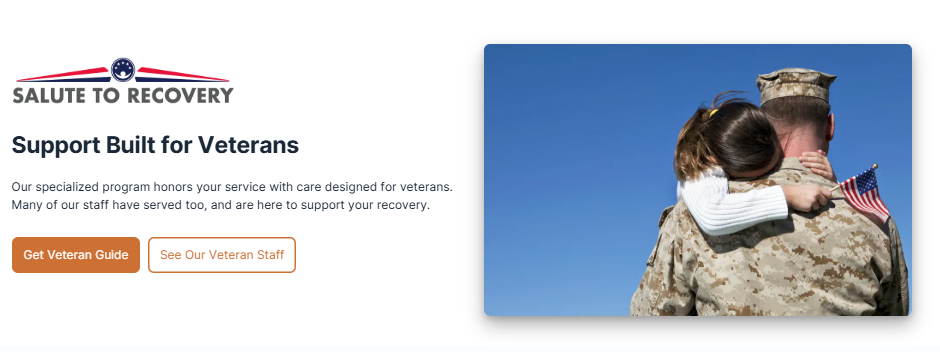 SALUTE TO RECOVERY
Support Built for Veterans
Our specialized program honors your service with care designed for veterans.
Many of our staff have served too, and are here to support your recovery.
Get Veteran Guide
See Our Veteran Staff